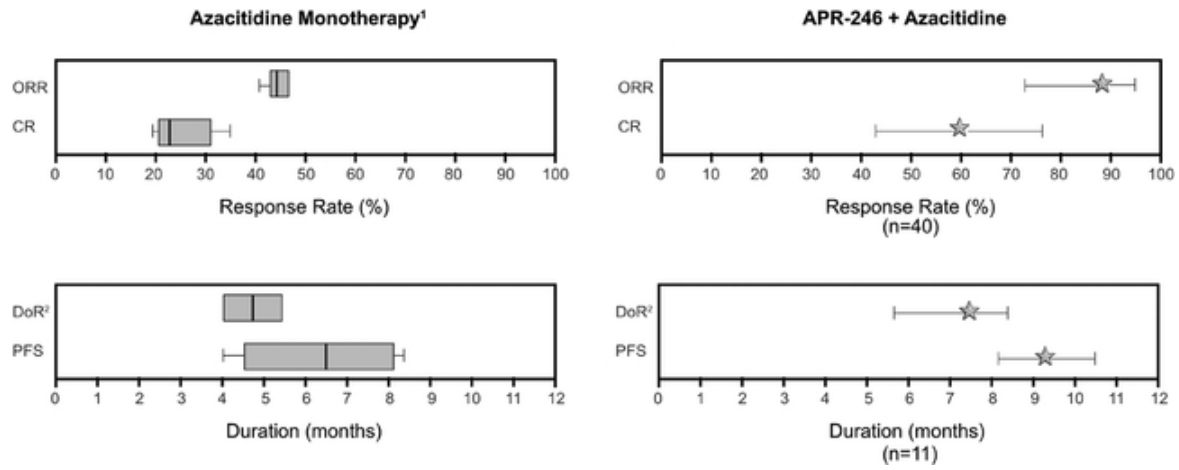 Azacitidine Monotherapy¹
ORR
CR
0 10 20 30 40 50 60 70 80 90 100
Response Rate (%)
APR-246 + Azacitidine
ORR
CR
0 10 20 30 40 50 60 70 80 90 100
Response Rate (%)
(n=40)
DoR²
PFS
0 1 2 3 4 5 6 7 8 9 10 11 12
Duration (months)
DoR²
PFS
0 1 2 3 4 5 6 7 8 9 10 11 12
Duration (months)
(n=11)